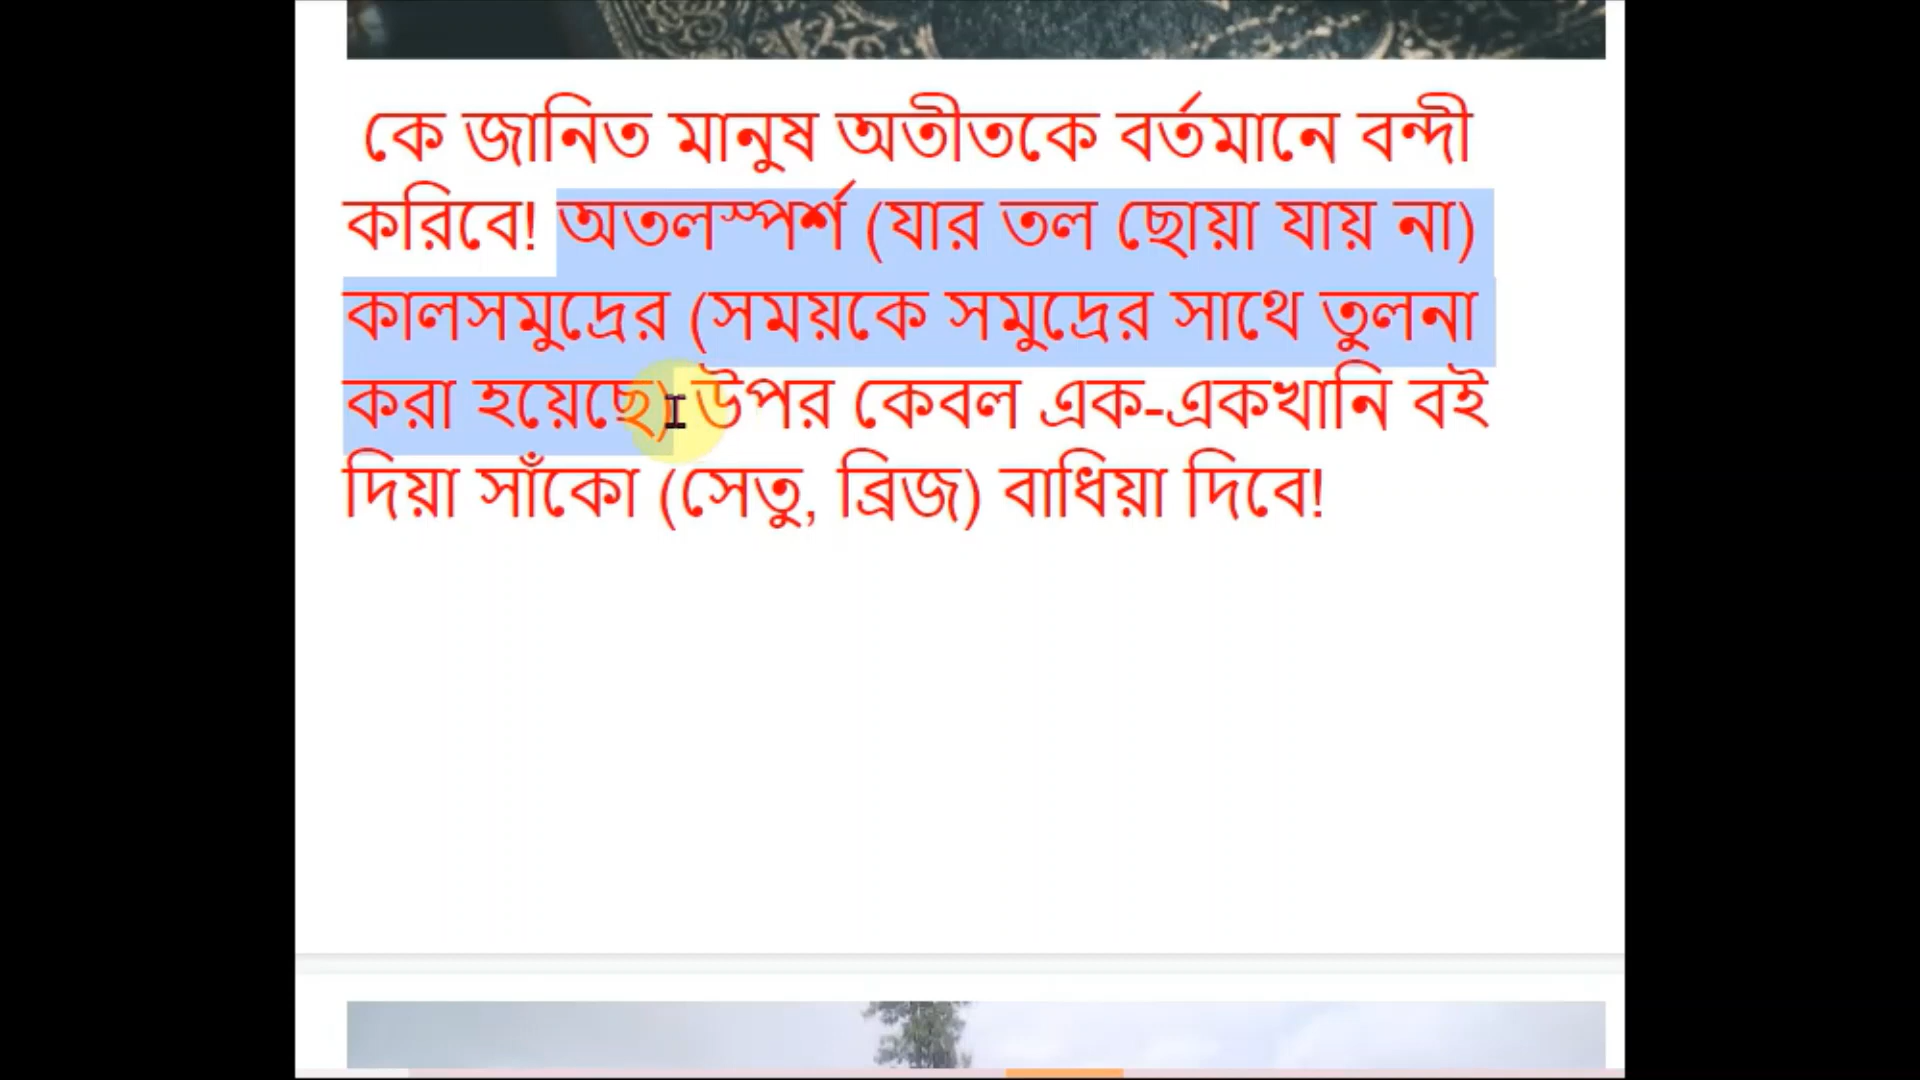 কে জানিত মানুষ অতীতকে বর্তমানে বন্দী
করিবে! অতলস্পর্শ (যার তল ছোয়া যায় না)
কালসমুদ্রের (সময়কে সমুদ্রের সাথে তুলনা
করা হয়েছে) উপর কেবল এক-একখানি বই
দিয়া সাঁকো (সেতু, ব্রিজ) বাধিয়া দিবে!